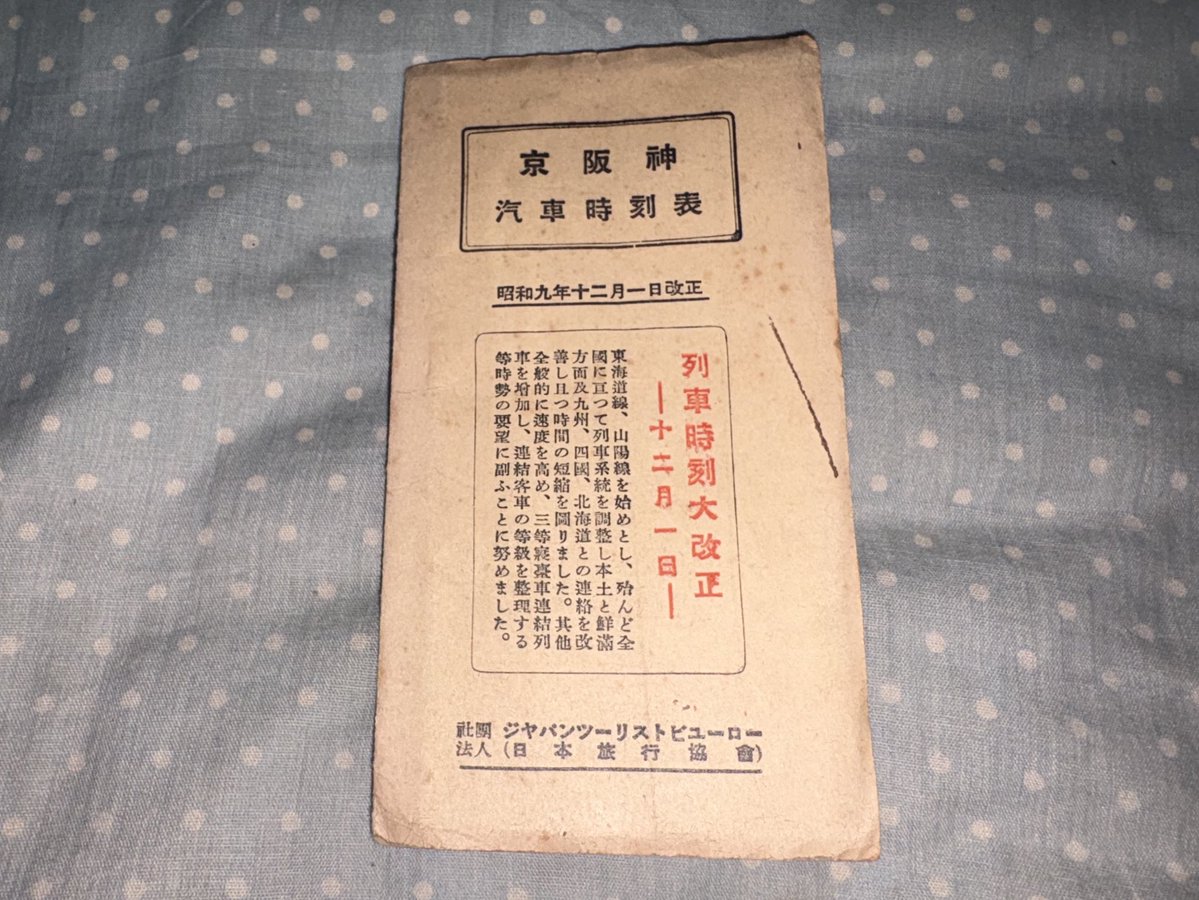 京阪神
汽車時刻表
昭和九年十二月一日改正
列車時刻大改正
―十二月一日―
東海道線、山陽線を始めとし、殆んど全
國に亘つて列車系統を調整し本土と鮮滿
方面及九州、四國、北海道との連絡を改
善し且つ時間の短縮を圖りました。其他
全般的に速度を高め、三等寢臺車連結列
車を増加し、連結客車の等級を整理する
等時勢の要望に副ふことに努めました。
社團法人 ジヤパンツーリストビユーロー
(日本旅行協會)